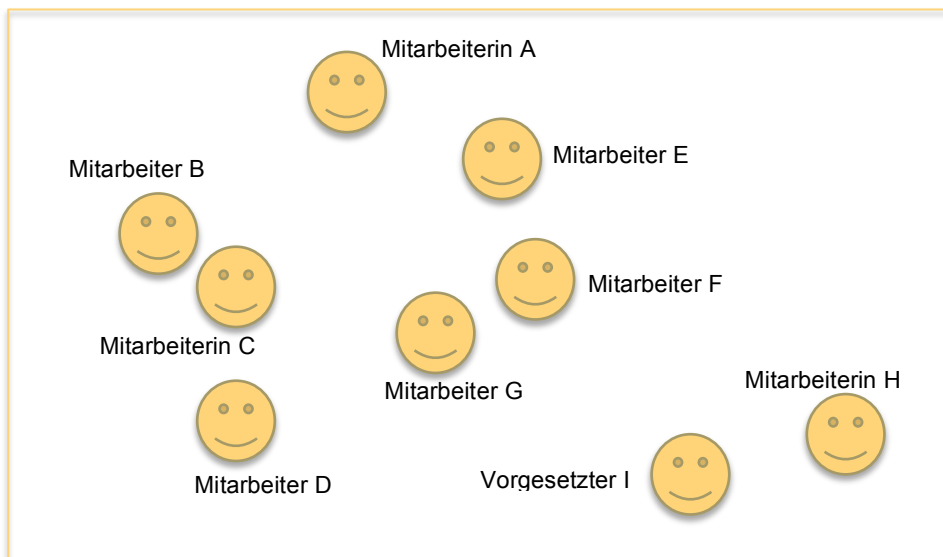 Mitarbeiterin A
Mitarbeiter E
Mitarbeiter B
Mitarbeiter F
Mitarbeiterin C
Mitarbeiter G
Mitarbeiterin H
Mitarbeiter D
Vorgesetzter I